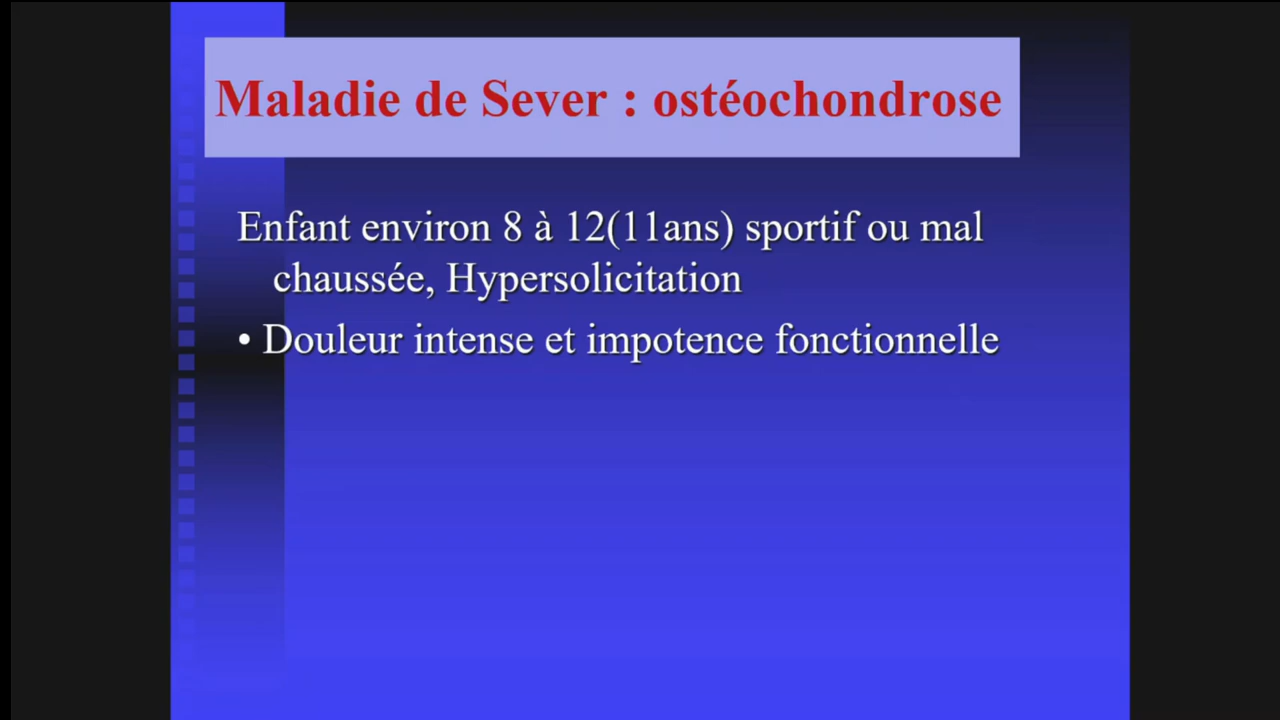 Maladie de Sever : ostéochondrose
Enfant environ 8 à 12(11ans) sportif ou mal
chaussée, Hypersolicitation
• Douleur intense et impotence fonctionnelle